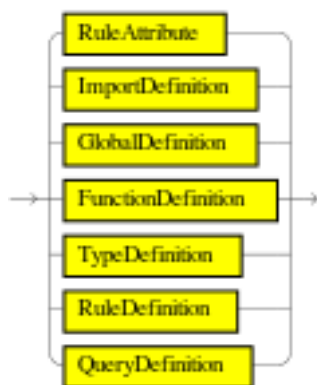 RuleAttribute
ImportDefinition
GlobalDefinition
FunctionDefinition
TypeDefinition
RuleDefinition
QueryDefinition